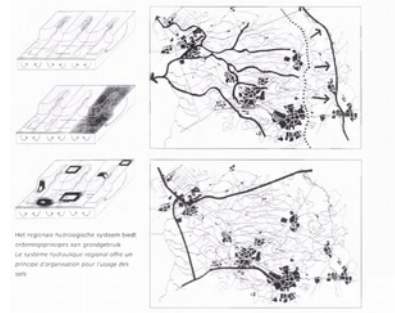 Het regionale hydrologische systeem biedt
ordeningsprincipes aan grondgebruik
Le système hydraulique regional offre un
principe d'organisation pour l'usage des
sols